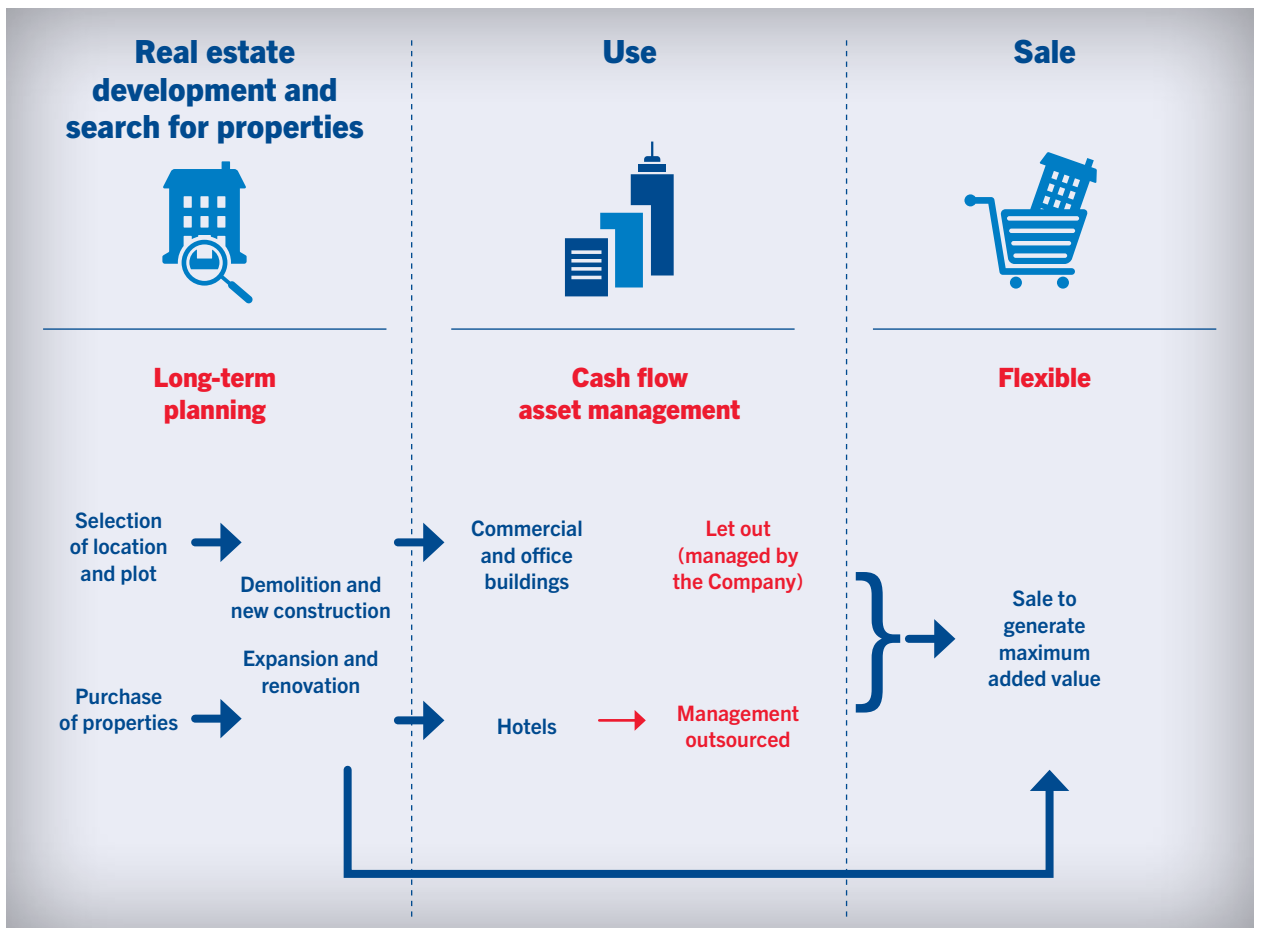 Real estate
development and
search for properties
Use
Sale
Long-term
planning
Cash flow
asset management
Flexible
Selection
of location
and plot
Demolition and
new construction
Expansion and
renovation
Purchase
of properties
Commercial
and office
buildings
Let out
(managed by
the Company)
Hotels
Management
outsourced
}
Sale to
generate
maximum
added value